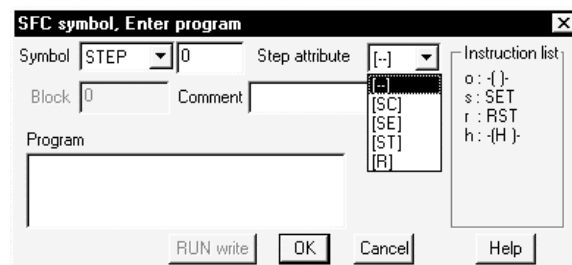 SFC symbol, Enter program
Symbol STEP 0 Step attribute [--]
Instruction list
o : -( )-
s : SET
r : RST
h : -(H )-
[--]
[SC]
[SE]
[ST]
[R]
Block 0 Comment
Program
RUN write OK Cancel Help